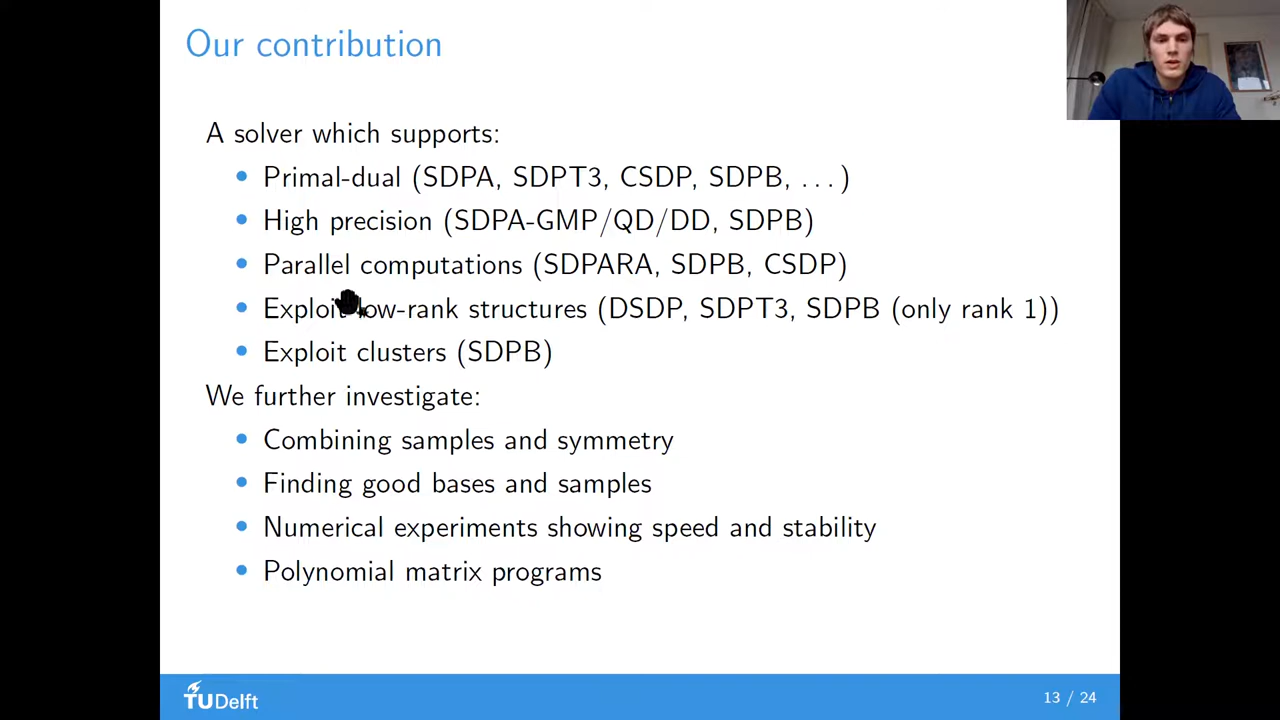 Our contribution
A solver which supports:
• Primal-dual (SDPA, SDPT3, CSDP, SDPB, ...)
• High precision (SDPA-GMP/QD/DD, SDPB)
• Parallel computations (SDPARA, SDPB, CSDP)
• Exploit low-rank structures (DSDP, SDPT3, SDPB (only rank 1))
• Exploit clusters (SDPB)
We further investigate:
• Combining samples and symmetry
• Finding good bases and samples
• Numerical experiments showing speed and stability
• Polynomial matrix programs
TUDelft
13 / 24